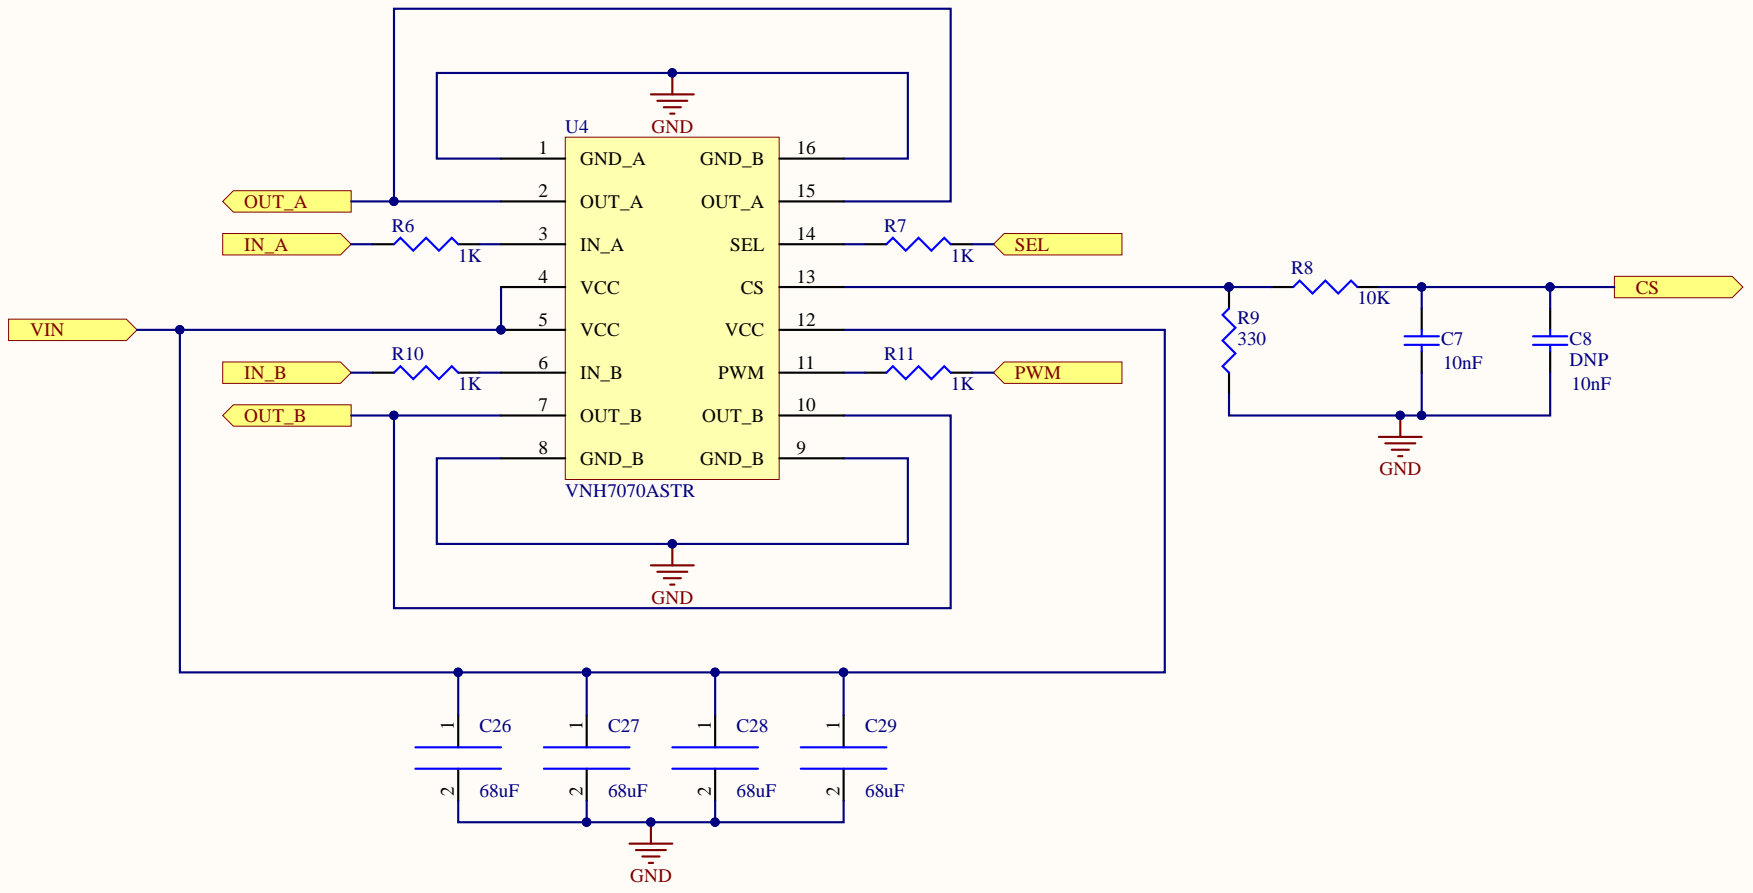 GND
U4
1 GND_A GND_B 16
OUT_A 2 OUT_A OUT_A 15
R6 R7
IN_A 1K 3 IN_A SEL 14 1K SEL
4 VCC CS 13 R8 10K CS
VIN 5 VCC VCC 12 R9 C7 C8
330 DNP
10nF 10nF
R10 R11
IN_B 1K 6 IN_B PWM 11 1K PWM
OUT_B 7 OUT_B OUT_B 10
8 GND_B GND_B 9
GND
VNH7070ASTR
GND
1 C26 1 C27 1 C28 1 C29
2 68uF 2 68uF 2 68uF 2 68uF
GND